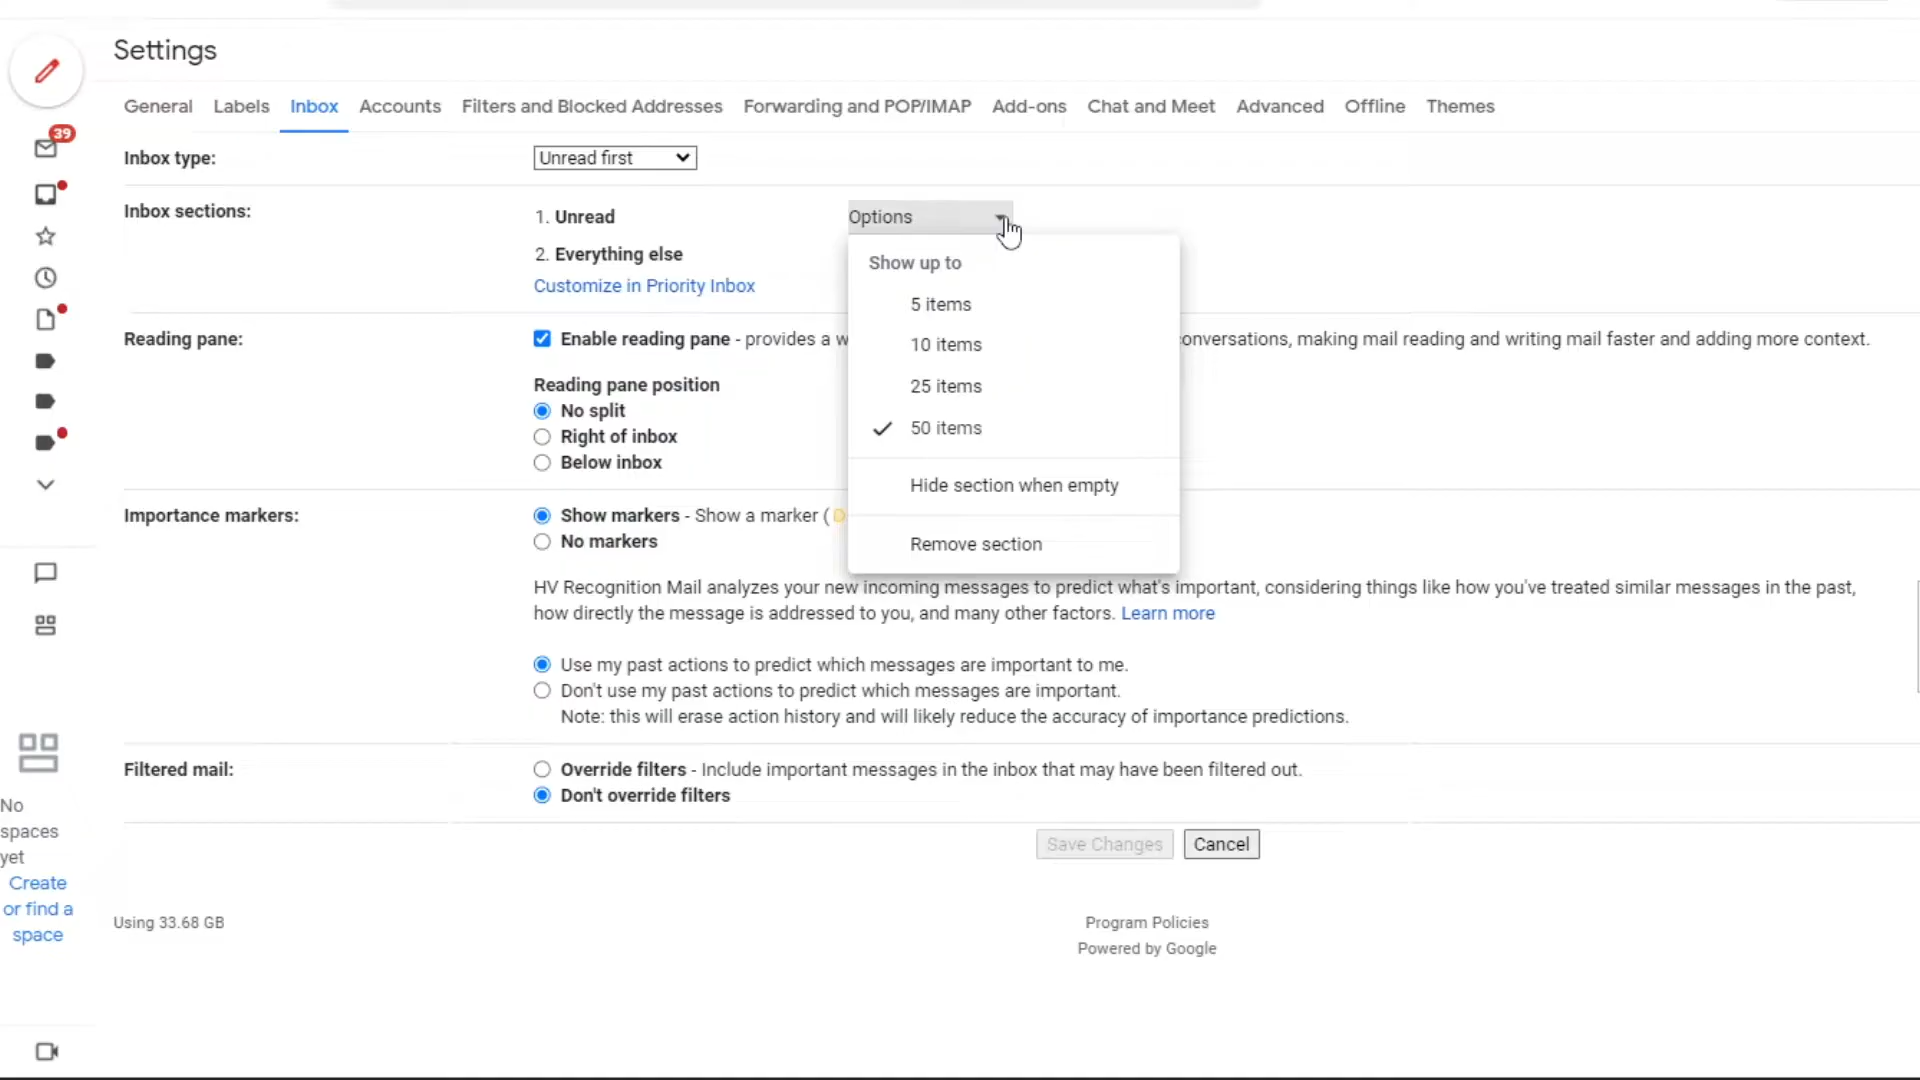 Settings
General Labels Inbox Accounts Filters and Blocked Addresses Forwarding and POP/IMAP Add-ons Chat and Meet Advanced Offline Themes
39
Inbox type: Unread first
Inbox sections: 1. Unread Options
2. Everything else
Customize in Priority Inbox
Show up to
5 items
10 items
25 items
50 items
Hide section when empty
Remove section
Reading pane: Enable reading pane - provides a w onversations, making mail reading and writing mail faster and adding more context.
Reading pane position
No split
Right of inbox
Below inbox
Importance markers: Show markers - Show a marker (
No markers
HV Recognition Mail analyzes your new incoming messages to predict what's important, considering things like how you've treated similar messages in the past,
how directly the message is addressed to you, and many other factors. Learn more
Use my past actions to predict which messages are important to me.
Don't use my past actions to predict which messages are important.
Note: this will erase action history and will likely reduce the accuracy of importance predictions.
Filtered mail: Override filters - Include important messages in the inbox that may have been filtered out.
Don't override filters
Save Changes Cancel
No
spaces
yet
Create
or find a
space
Using 33.68 GB
Program Policies
Powered by Google